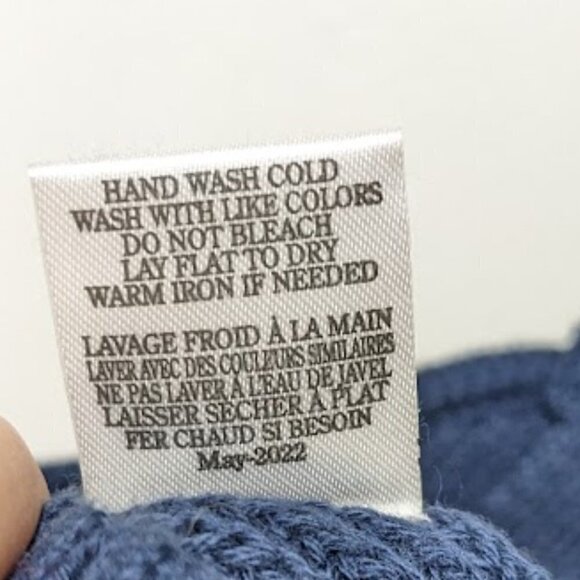 HAND WASH COLD
WASH WITH LIKE COLORS
DO NOT BLEACH
LAY FLAT TO DRY
WARM IRON IF NEEDED
LAVAGE FROID À LA MAIN
LAVER AVEC DES COULEURS SIMILAIRES
NE PAS LAVER À L'EAU DE JAVEL
LAISSER SECHER À PLAT
FER CHAUD SI BESOIN
May-2022